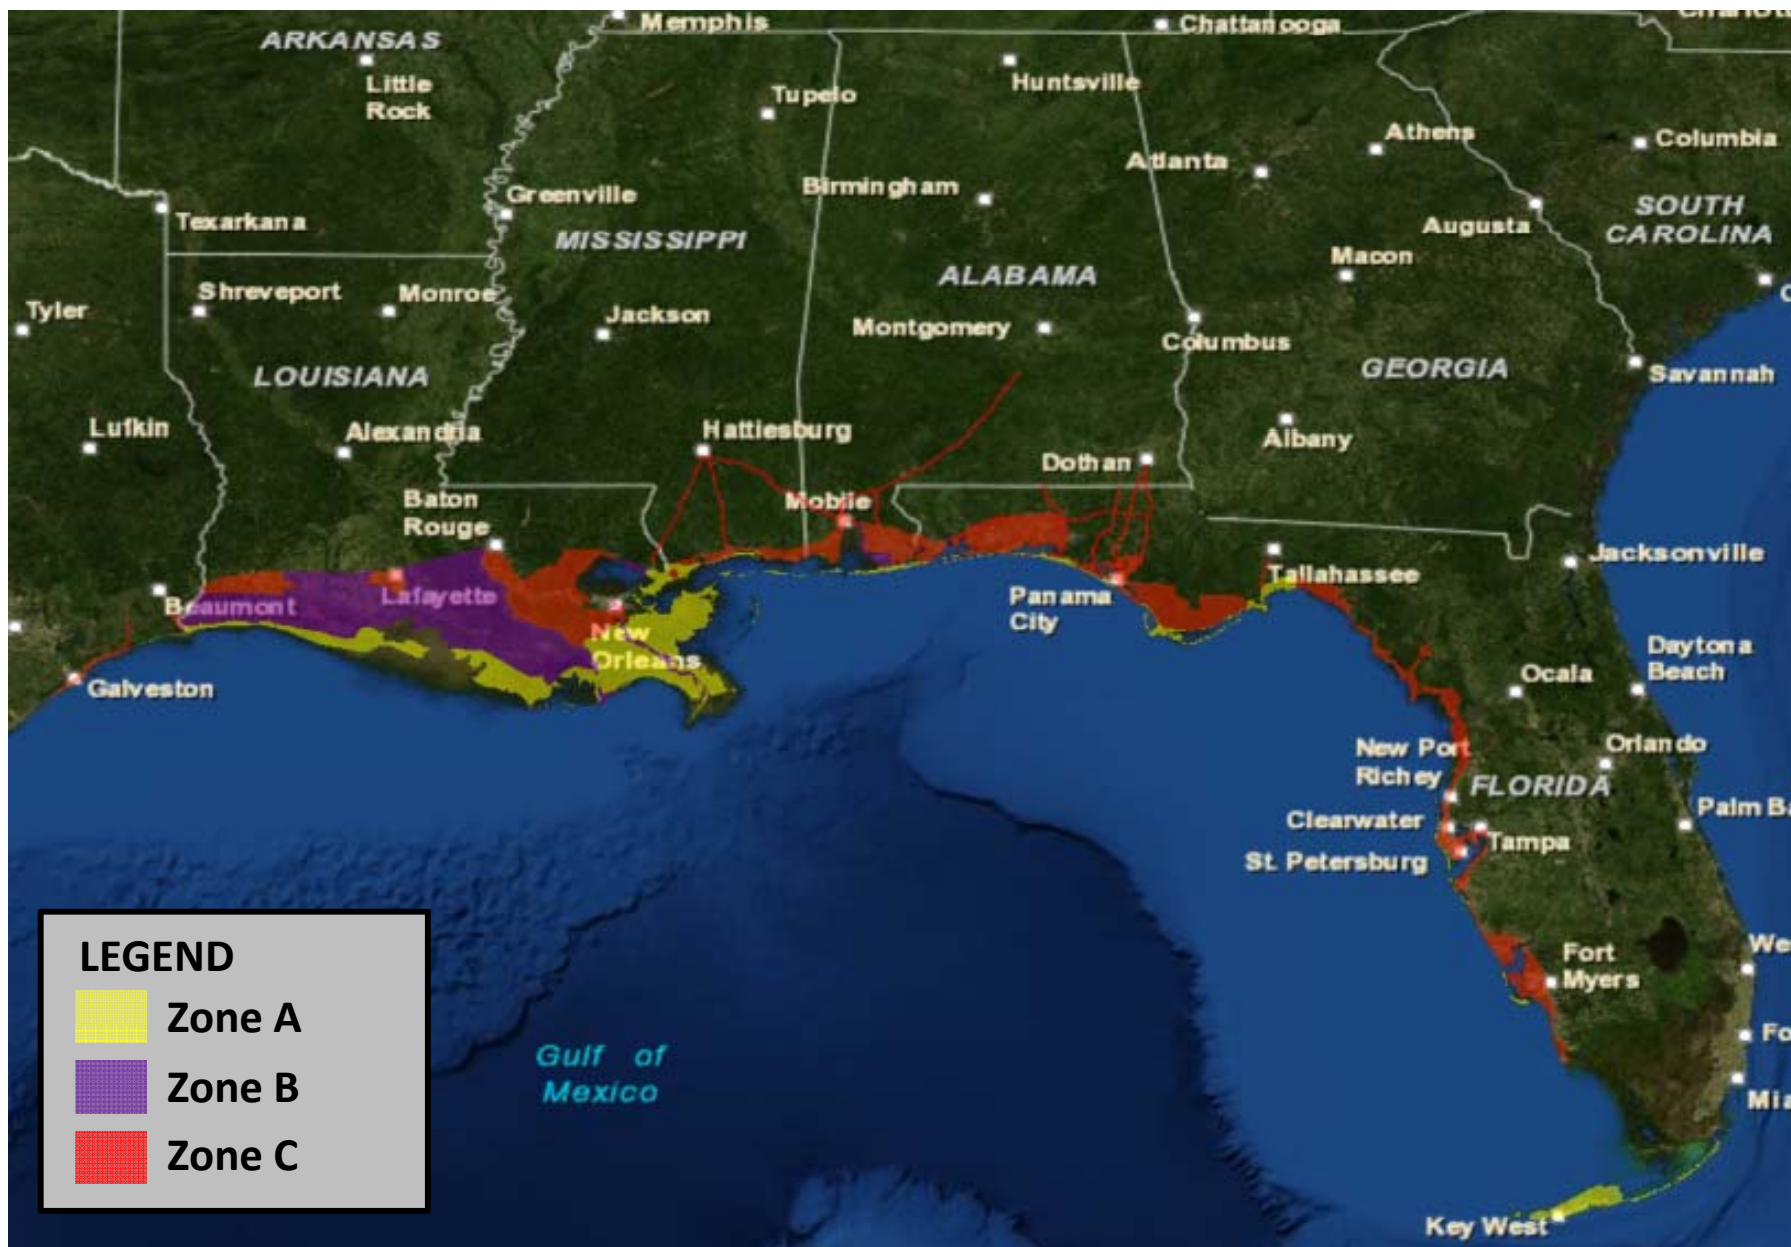 Memphis
Chattanooga
ARKANSAS
Little
Rock
Huntsville
Tupelo
Athens
Columbia
Atlanta
Birmingham
Greenville
Texarkana
SOUTH
CAROLINA
MISSISSIPPI
Augusta
Macon
ALABAMA
Shreveport
Monroe
Tyler
Jackson
Montgomery
Columbus
GEORGIA
Savannah
LOUISIANA
Lufkin
Alexandria
Hattiesburg
Albany
Dothan
Baton
Rouge
Mobile
Jacksonville
Tallahassee
Beaumont
Lafayette
Panama
City
New
Orleans
Daytona
Beach
Ocala
Galveston
New Port
Richey
Orlando
FLORIDA
Clearwater
Tampa
St. Petersburg
Palm
Fort
Myers
Gulf of
Mexico
Key West
LEGEND
Zone A
Zone B
Zone C